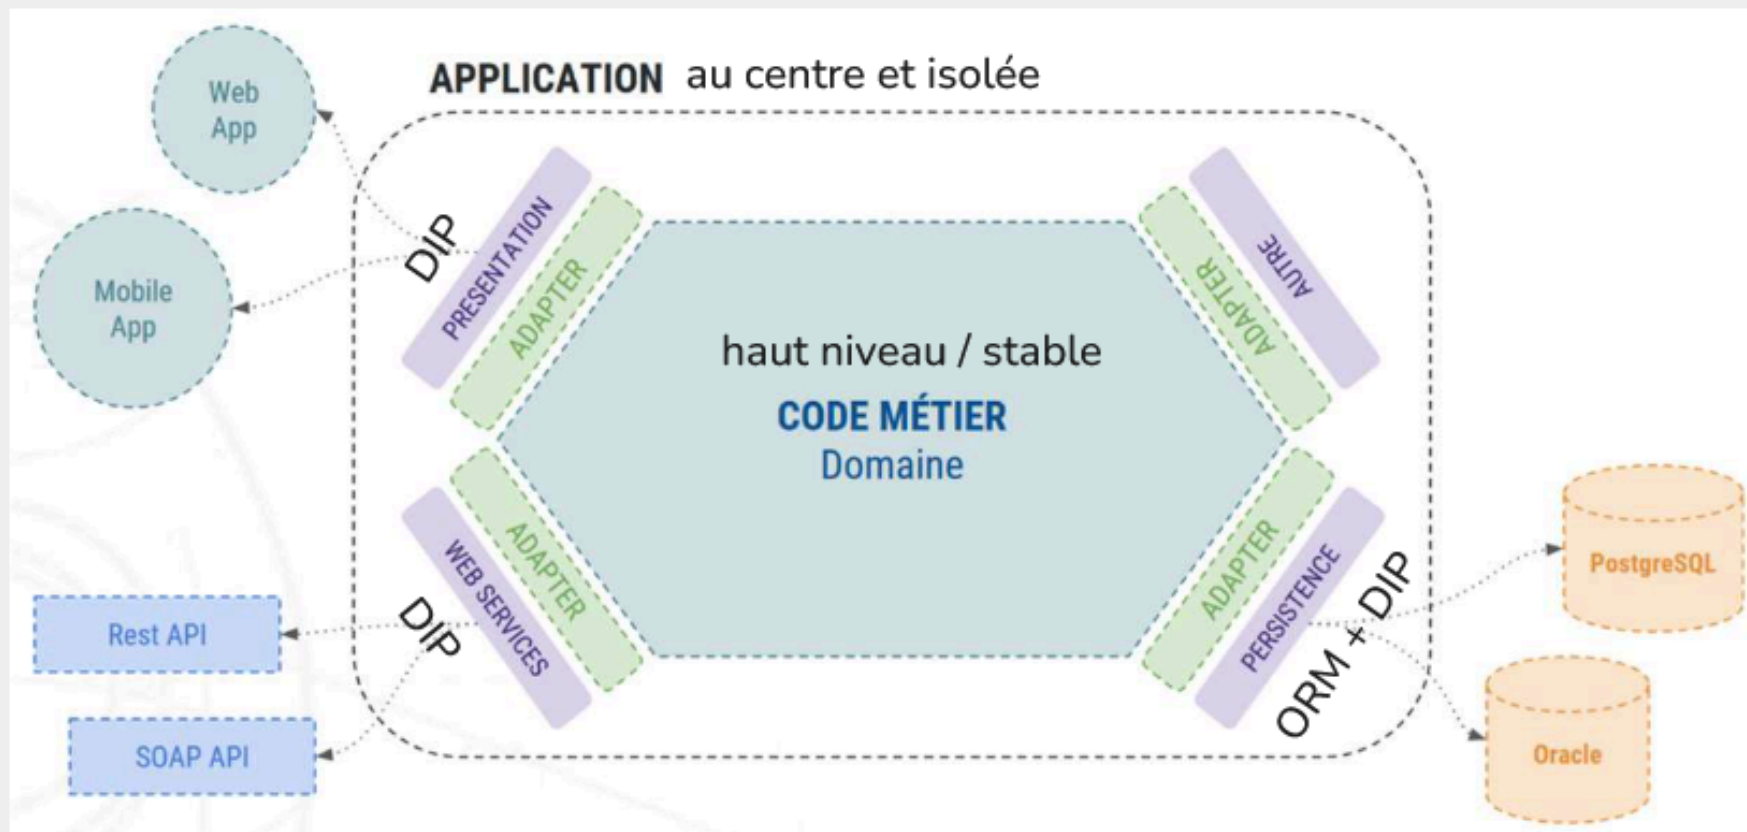 APPLICATION au centre et isolée
Web
App
Mobile
App
DIP
PRESENTATION
ADAPTER
ADAPTER
AUTRE
haut niveau / stable
CODE MÉTIER
Domaine
Rest API
SOAP API
DIP
WEB SERVICES
ADAPTER
ADAPTER
PERSISTENCE
ORM + DIP
PostgreSQL
Oracle